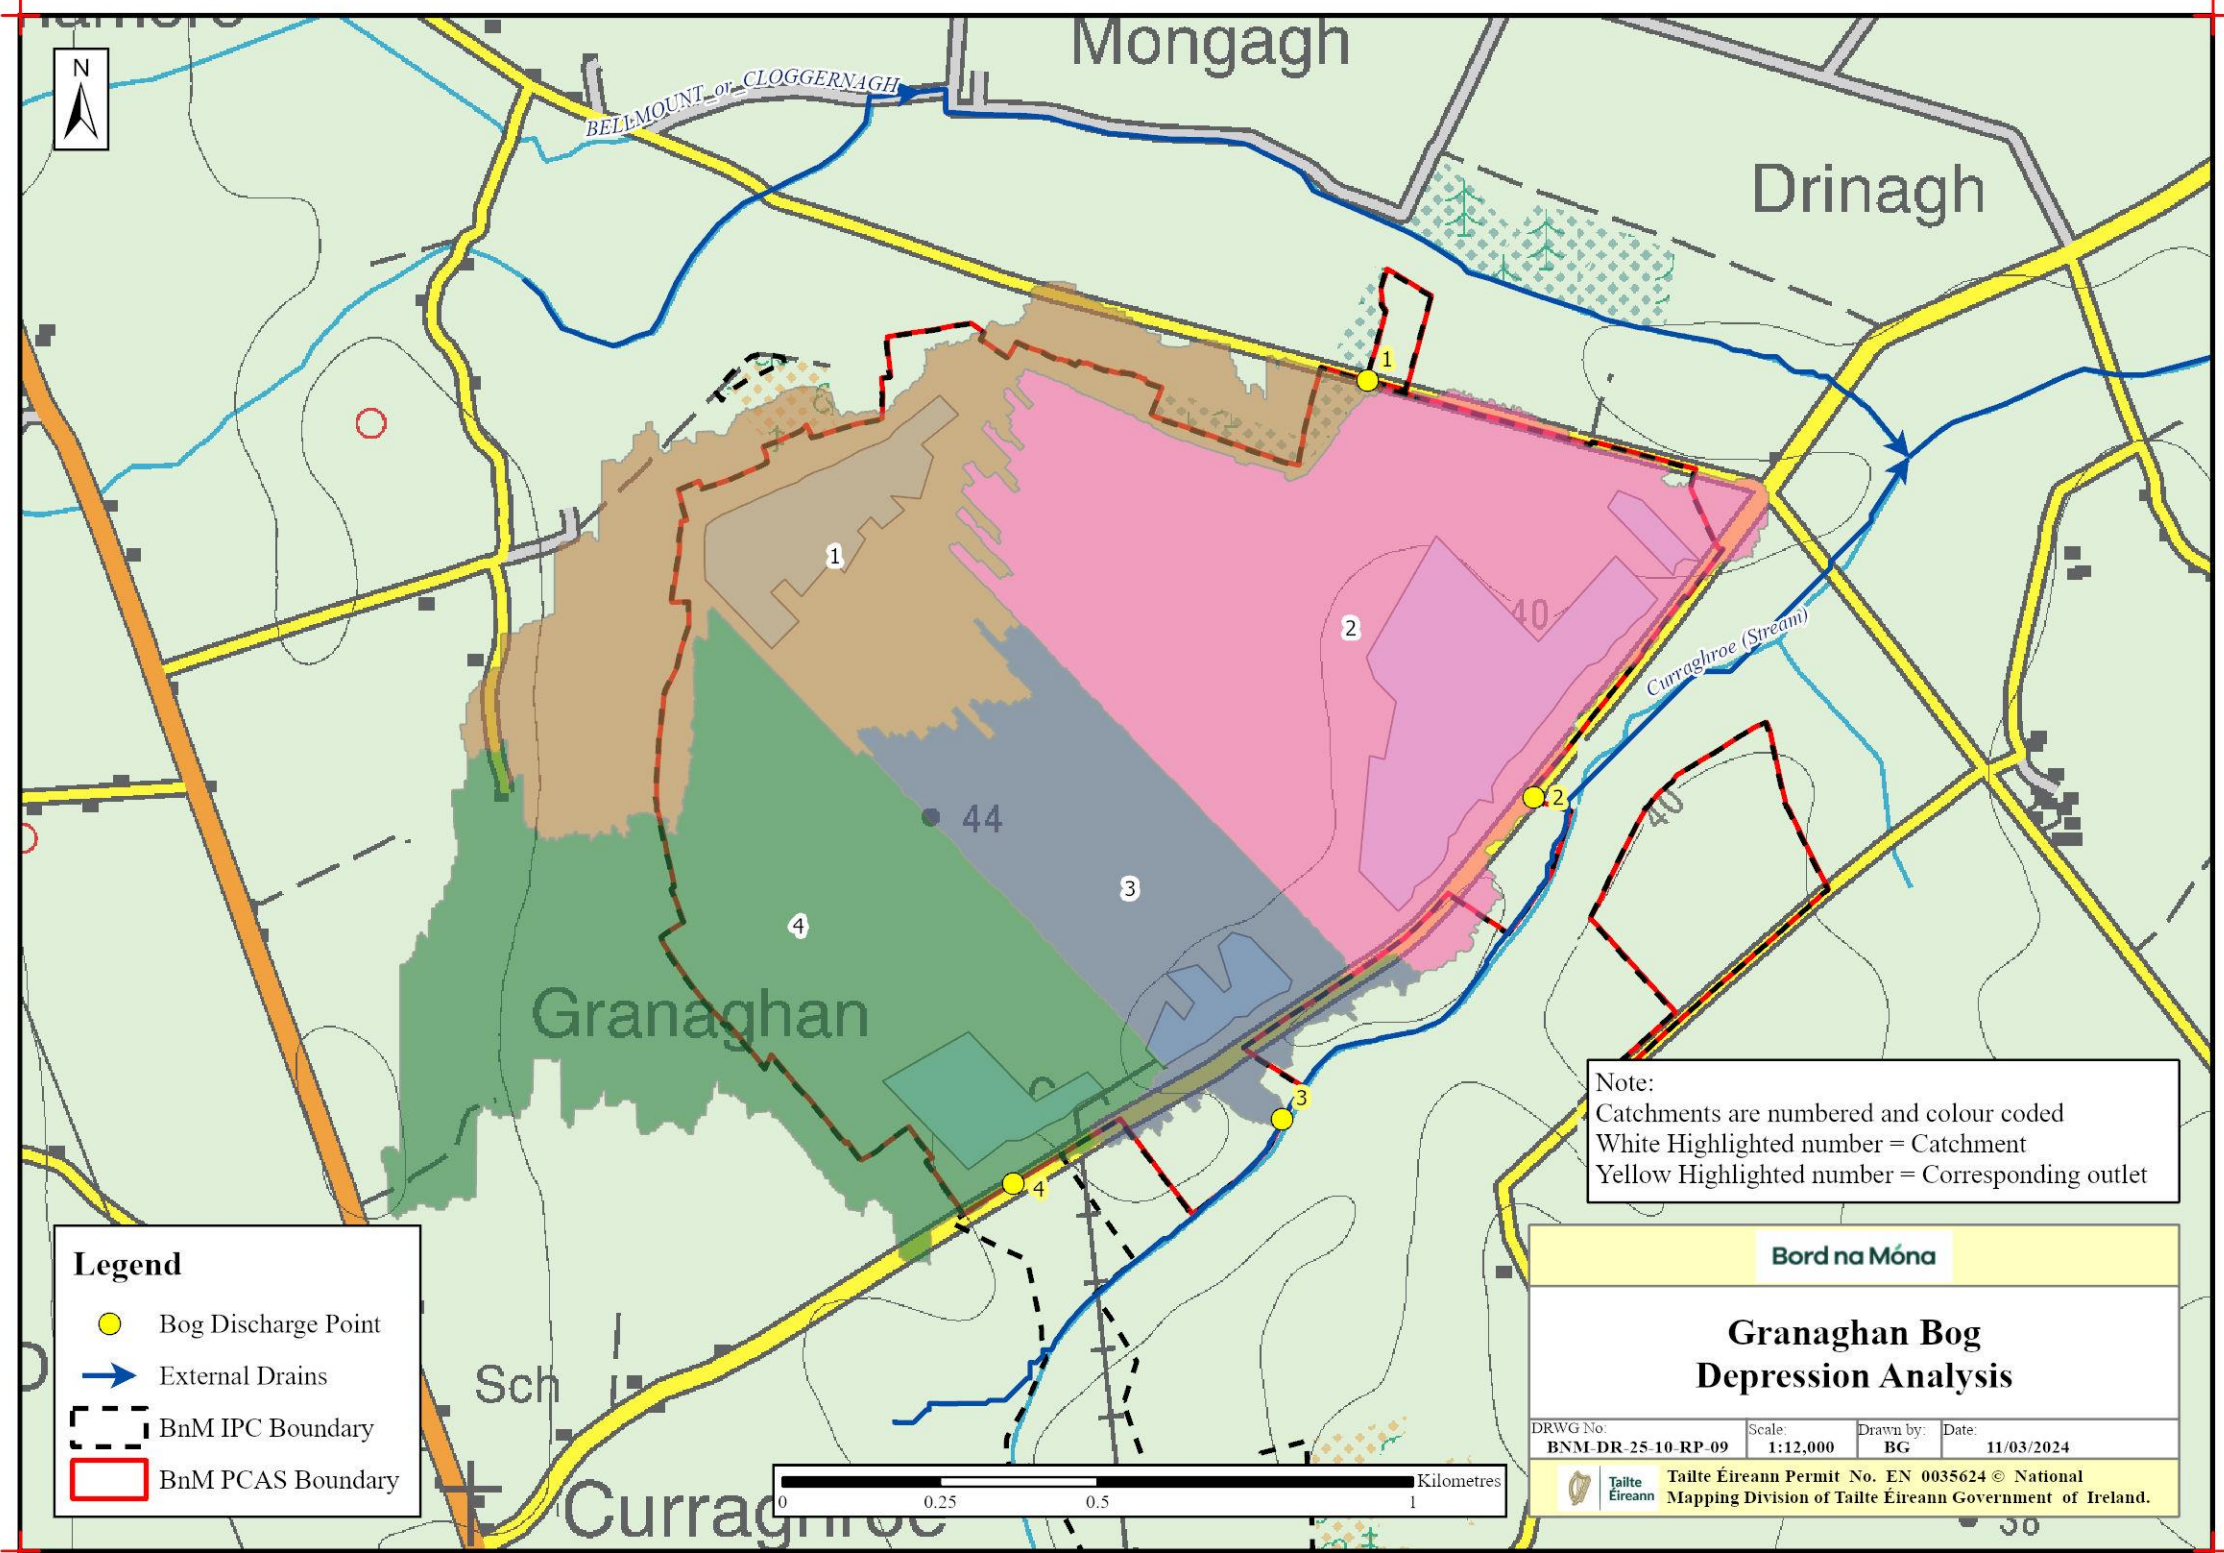 Mongagh
N
BELLMOUNT_or_CLOGGERNAGH
Drinagh
1
1
40
2
Curraghroe (Stream)
2
40
44
3
4
Granaghan
C
3
4
Note:
Catchments are numbered and colour coded
White Highlighted number = Catchment
Yellow Highlighted number = Corresponding outlet
Legend
Bog Discharge Point
External Drains
BnM IPC Boundary
BnM PCAS Boundary
Sch
Curraghroe
0
0.25
0.5
1
Kilometres
Bord na Móna
Granaghan Bog
Depression Analysis
DRWG No:
BNM-DR-25-10-RP-09
Scale:
1:12,000
Drawn by:
BG
Date:
11/03/2024
Tailte
Éireann
Tailte Éireann Permit No. EN 0035624 © National
Mapping Division of Tailte Éireann Government of Ireland.
38